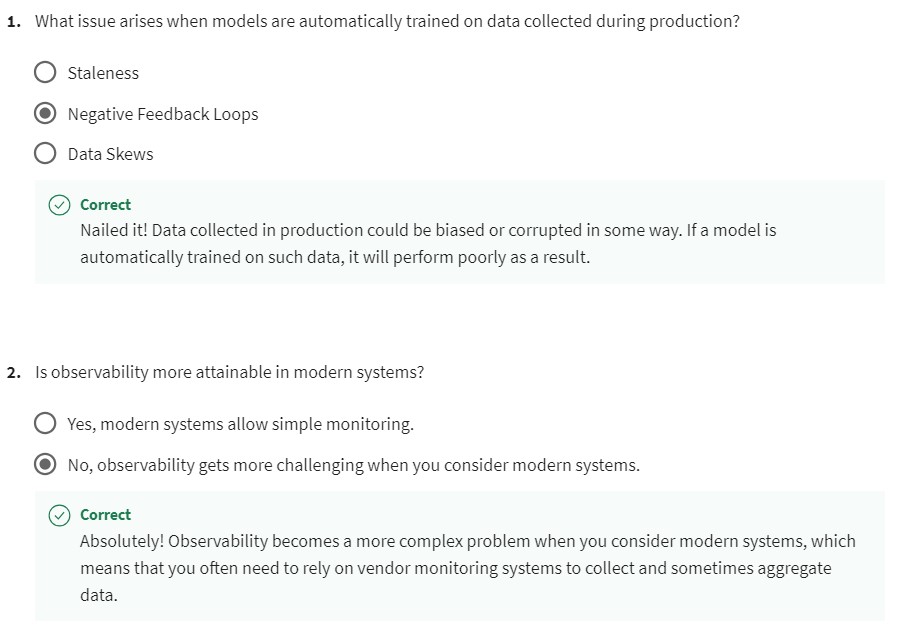 1. What issue arises when models are automatically trained on data collected during production?
Staleness
Negative Feedback Loops
Data Skews
Correct
Nailed it! Data collected in production could be biased or corrupted in some way. If a model is
automatically trained on such data, it will perform poorly as a result.
2. Is observability more attainable in modern systems?
Yes, modern systems allow simple monitoring.
No, observability gets more challenging when you consider modern systems.
Correct
Absolutely! Observability becomes a more complex problem when you consider modern systems, which
means that you often need to rely on vendor monitoring systems to collect and sometimes aggregate
data.